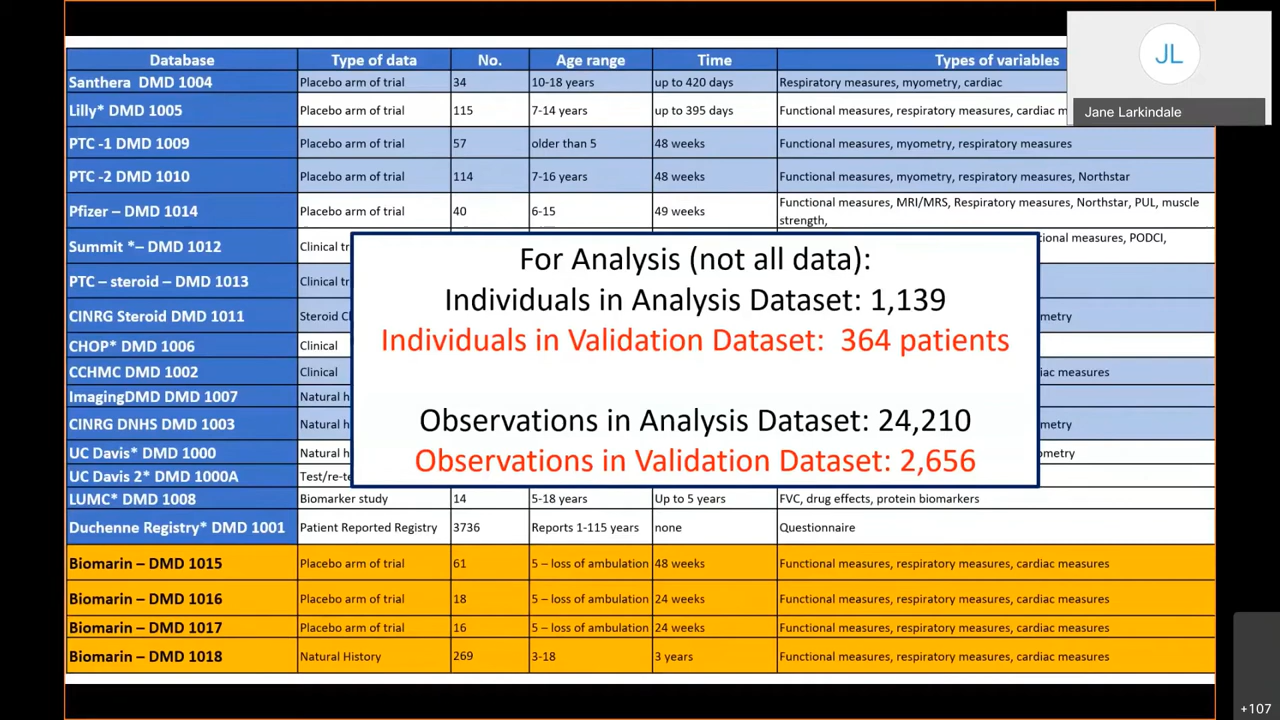 Database Type of data No. Age range Time Types of variables
JL
Jane Larkindale
Santhera DMD 1004 Placebo arm of trial 34 10-18 years up to 420 days Respiratory measures, myometry, cardiac
Lilly* DMD 1005 Placebo arm of trial 115 7-14 years up to 395 days Functional measures, respiratory measures, cardiac m
PTC -1 DMD 1009 Placebo arm of trial 57 older than 5 48 weeks Functional measures, myometry, respiratory measures
PTC -2 DMD 1010 Placebo arm of trial 114 7-16 years 48 weeks Functional measures, myometry, respiratory measures, Northstar
Pfizer – DMD 1014 Placebo arm of trial 40 6-15 49 weeks Functional measures, MRI/MRS, Respiratory measures, Northstar, PUL, muscle
strength,
Summit *– DMD 1012 Clinical tr ional measures, PODCI,
PTC – steroid – DMD 1013 Clinical tr
CINRG Steroid DMD 1011 Steroid Cl metry
CHOP* DMD 1006 Clinical
CCHMC DMD 1002 Clinical iac measures
ImagingDMD DMD 1007 Natural h
CINRG DNHS DMD 1003 Natural h metry
UC Davis* DMD 1000 Natural h ometry
UC Davis 2* DMD 1000A Test/re-te
For Analysis (not all data):
Individuals in Analysis Dataset: 1,139
Individuals in Validation Dataset: 364 patients
Observations in Analysis Dataset: 24,210
Observations in Validation Dataset: 2,656
LUMC* DMD 1008 Biomarker study 14 5-18 years Up to 5 years FVC, drug effects, protein biomarkers
Duchenne Registry* DMD 1001 Patient Reported Registry 3736 Reports 1-115 years none Questionnaire
Biomarin – DMD 1015 Placebo arm of trial 61 5 – loss of ambulation 48 weeks Functional measures, respiratory measures, cardiac measures
Biomarin – DMD 1016 Placebo arm of trial 18 5 – loss of ambulation 24 weeks Functional measures, respiratory measures, cardiac measures
Biomarin – DMD 1017 Placebo arm of trial 16 5 – loss of ambulation 24 weeks Functional measures, respiratory measures, cardiac measures
Biomarin – DMD 1018 Natural History 269 3-18 3 years Functional measures, respiratory measures, cardiac measures
+107